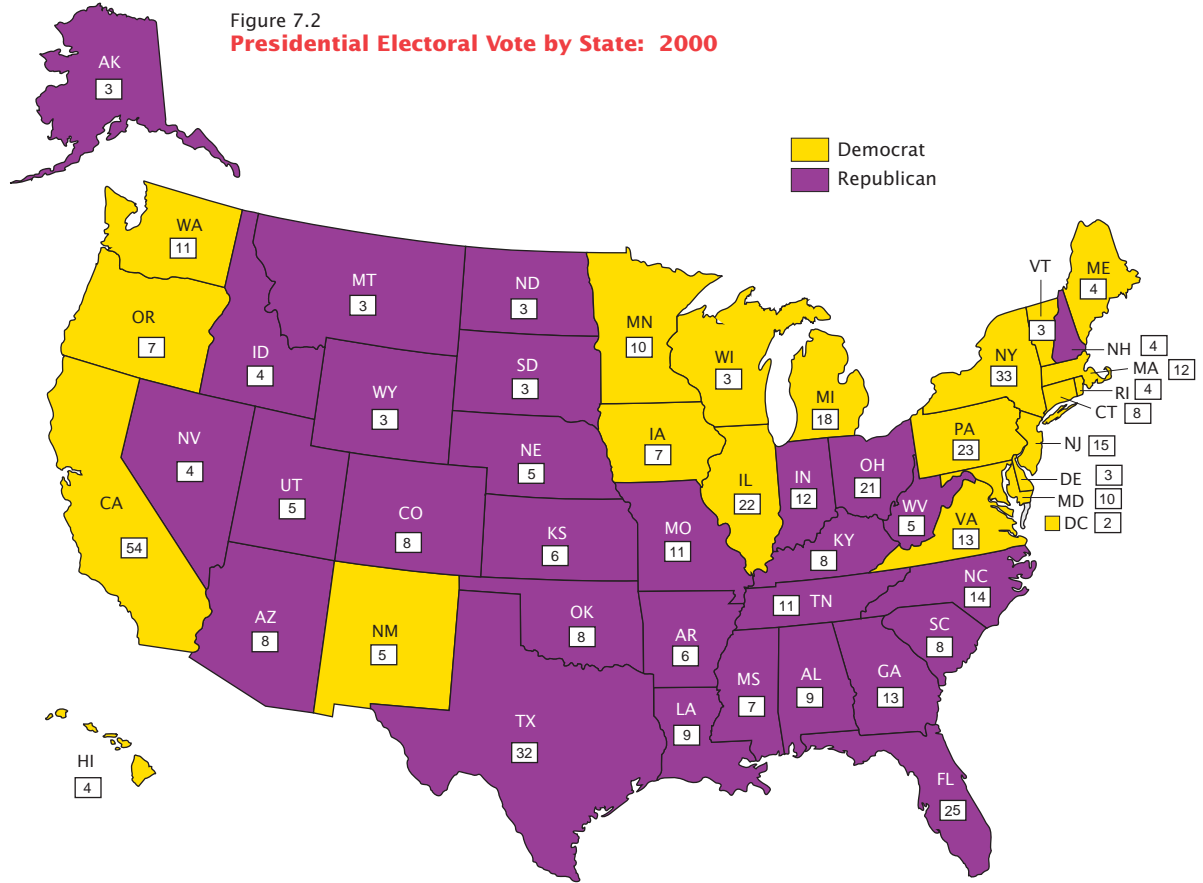 Figure 7.2
Presidential Electoral Vote by State: 2000
AK
3
Democrat
Republican
WA
11
OR
7
MT
3
ID
4
ND
3
MN
10
WI
3
MI
18
VT
3
ME
4
NY
33
NH 4
MA 12
RI 4
CT 8
SD
3
WY
3
NV
4
UT
5
CO
8
NE
5
IA
7
IL
22
IN
12
OH
21
PA
23
NJ 15
DE 3
MD 10
DC 2
WV
5
VA
13
CA
54
KS
6
MO
11
KY
8
AZ
8
NM
5
OK
8
AR
6
11 TN
NC
14
SC
8
MS
7
AL
9
GA
13
TX
32
LA
9
FL
25
HI
4